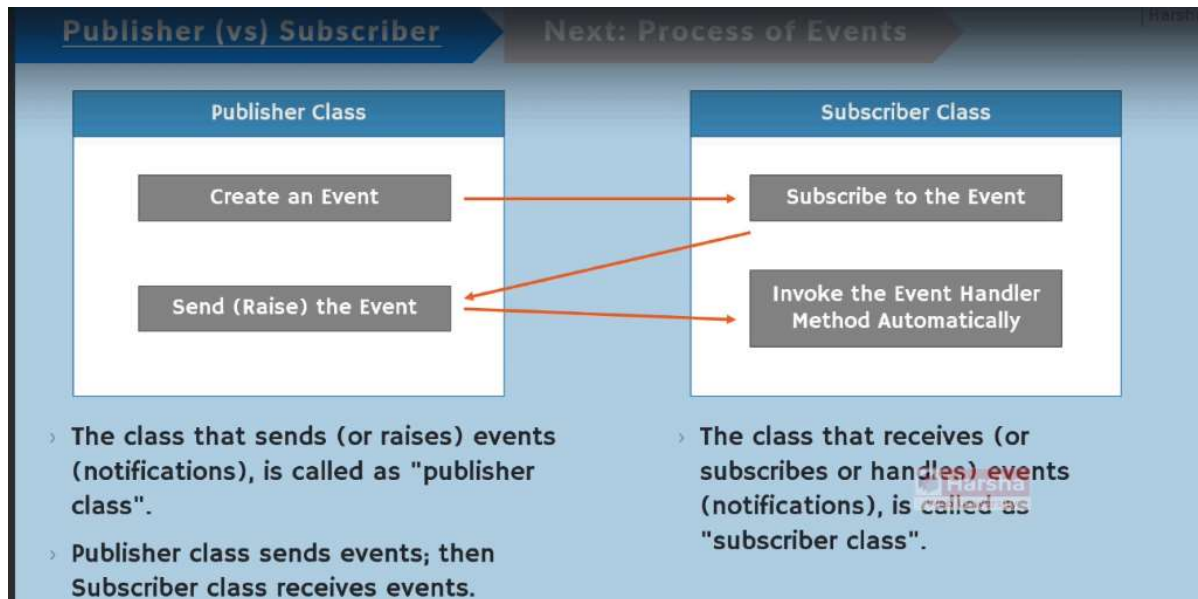 Publisher (vs) Subscriber
Next: Process of Events
Harsha
Publisher Class
Create an Event
Send (Raise) the Event
Subscriber Class
Subscribe to the Event
Invoke the Event Handler
Method Automatically
› The class that sends (or raises) events
(notifications), is called as "publisher
class".
› Publisher class sends events; then
Subscriber class receives events.
› The class that receives (or
subscribes or handles) events
(notifications), is called as
"subscriber class".
Harsha